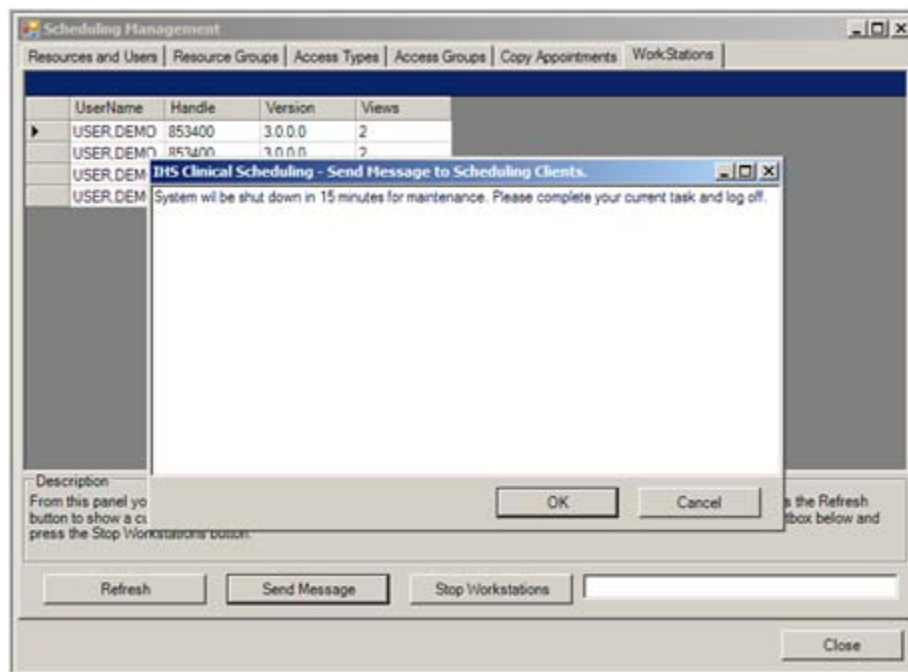 Scheduling Management
Resources and Users Resource Groups Access Types Access Groups Copy Appointments WorkStations
UserName Handle Version Views
USER,DEMO 853400 3.0.0.0 2
USER,DEMO 853400 3.0.0.0 2
USER,DEM
USER,DEM
IHS Clinical Scheduling - Send Message to Scheduling Clients.
System wil be shut down in 15 minutes for maintenance. Please complete your current task and log off.
OK Cancel
Description
From this panel yo s the Refresh
button to show a cu tbox below and
press the Stop Workstations button.
Refresh Send Message Stop Workstations
Close